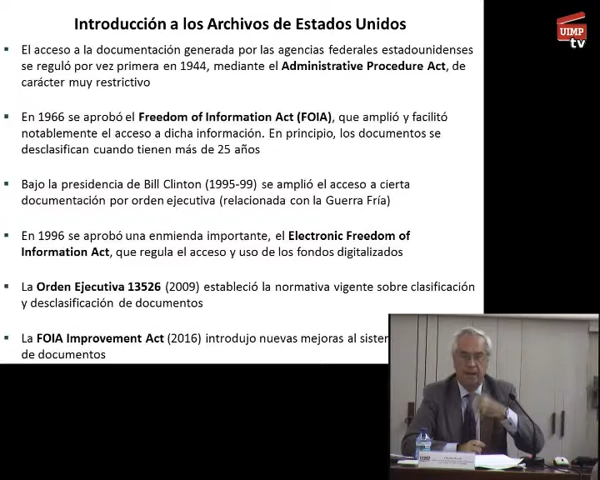 Introducción a los Archivos de Estados Unidos
UIMP
tv
▪ El acceso a la documentación generada por las agencias federales estadounidenses
se reguló por vez primera en 1944, mediante el Administrative Procedure Act, de
carácter muy restrictivo
▪ En 1966 se aprobó el Freedom of Information Act (FOIA), que amplió y facilitó
notablemente el acceso a dicha información. En principio, los documentos se
desclasifican cuando tienen más de 25 años
▪ Bajo la presidencia de Bill Clinton (1995-99) se amplió el acceso a cierta
documentación por orden ejecutiva (relacionada con la Guerra Fría)
▪ En 1996 se aprobó una enmienda importante, el Electronic Freedom of
Information Act, que regula el acceso y uso de los fondos digitalizados
▪ La Orden Ejecutiva 13526 (2009) estableció la normativa vigente sobre clasificación
y desclasificación de documentos
▪ La FOIA Improvement Act (2016) introdujo nuevas mejoras al sister
de documentos